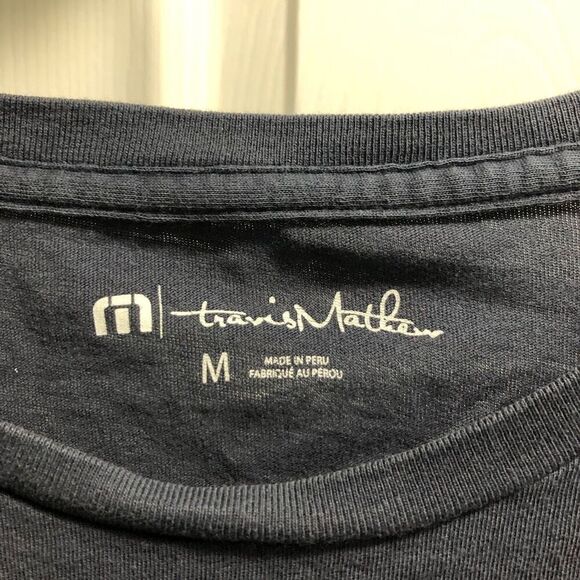 travisMathew
M
MADE IN PERU
FABRIQUÉ AU PÉROU